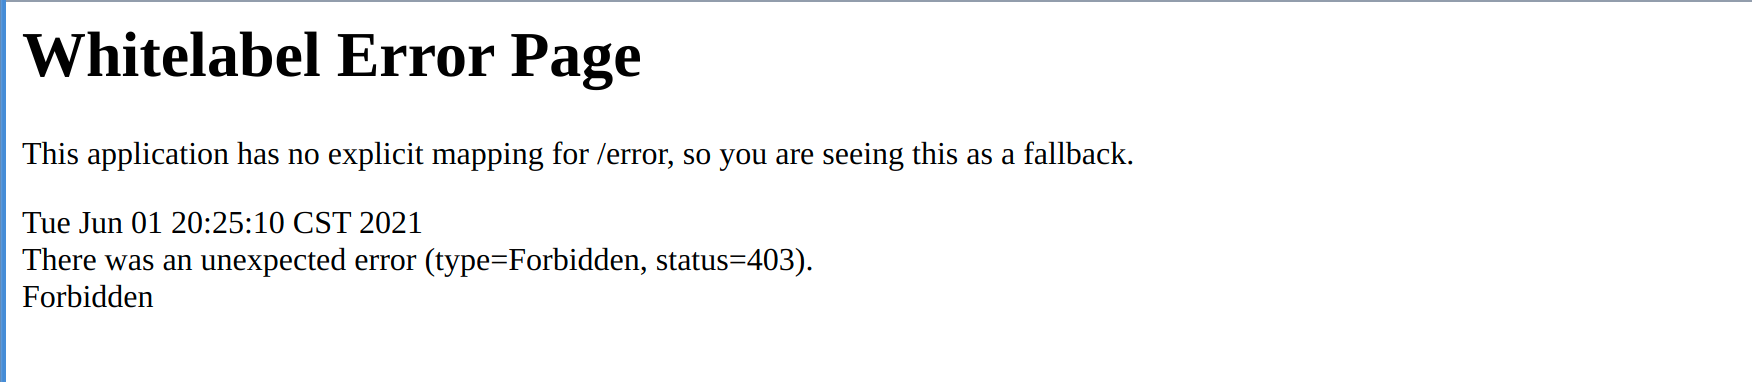 Whitelabel Error Page
This application has no explicit mapping for /error, so you are seeing this as a fallback.
Tue Jun 01 20:25:10 CST 2021
There was an unexpected error (type=Forbidden, status=403).
Forbidden